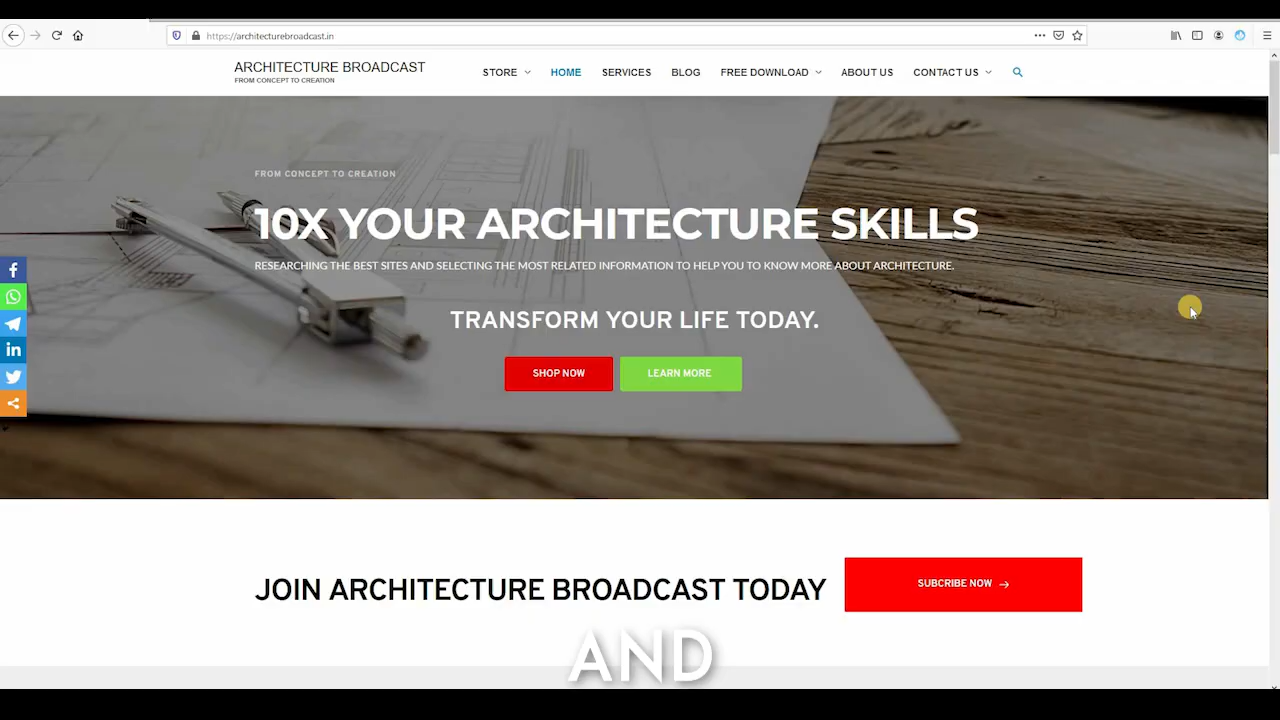 https://architecturebroadcast.in
ARCHITECTURE BROADCAST
FROM CONCEPT TO CREATION
STORE HOME SERVICES BLOG FREE DOWNLOAD ABOUT US CONTACT US
FROM CONCEPT TO CREATION
10X YOUR ARCHITECTURE SKILLS
RESEARCHING THE BEST SITES AND SELECTING THE MOST RELATED INFORMATION TO HELP YOU TO KNOW MORE ABOUT ARCHITECTURE.
TRANSFORM YOUR LIFE TODAY.
SHOP NOW LEARN MORE
JOIN ARCHITECTURE BROADCAST TODAY
SUBCRIBE NOW →
AND